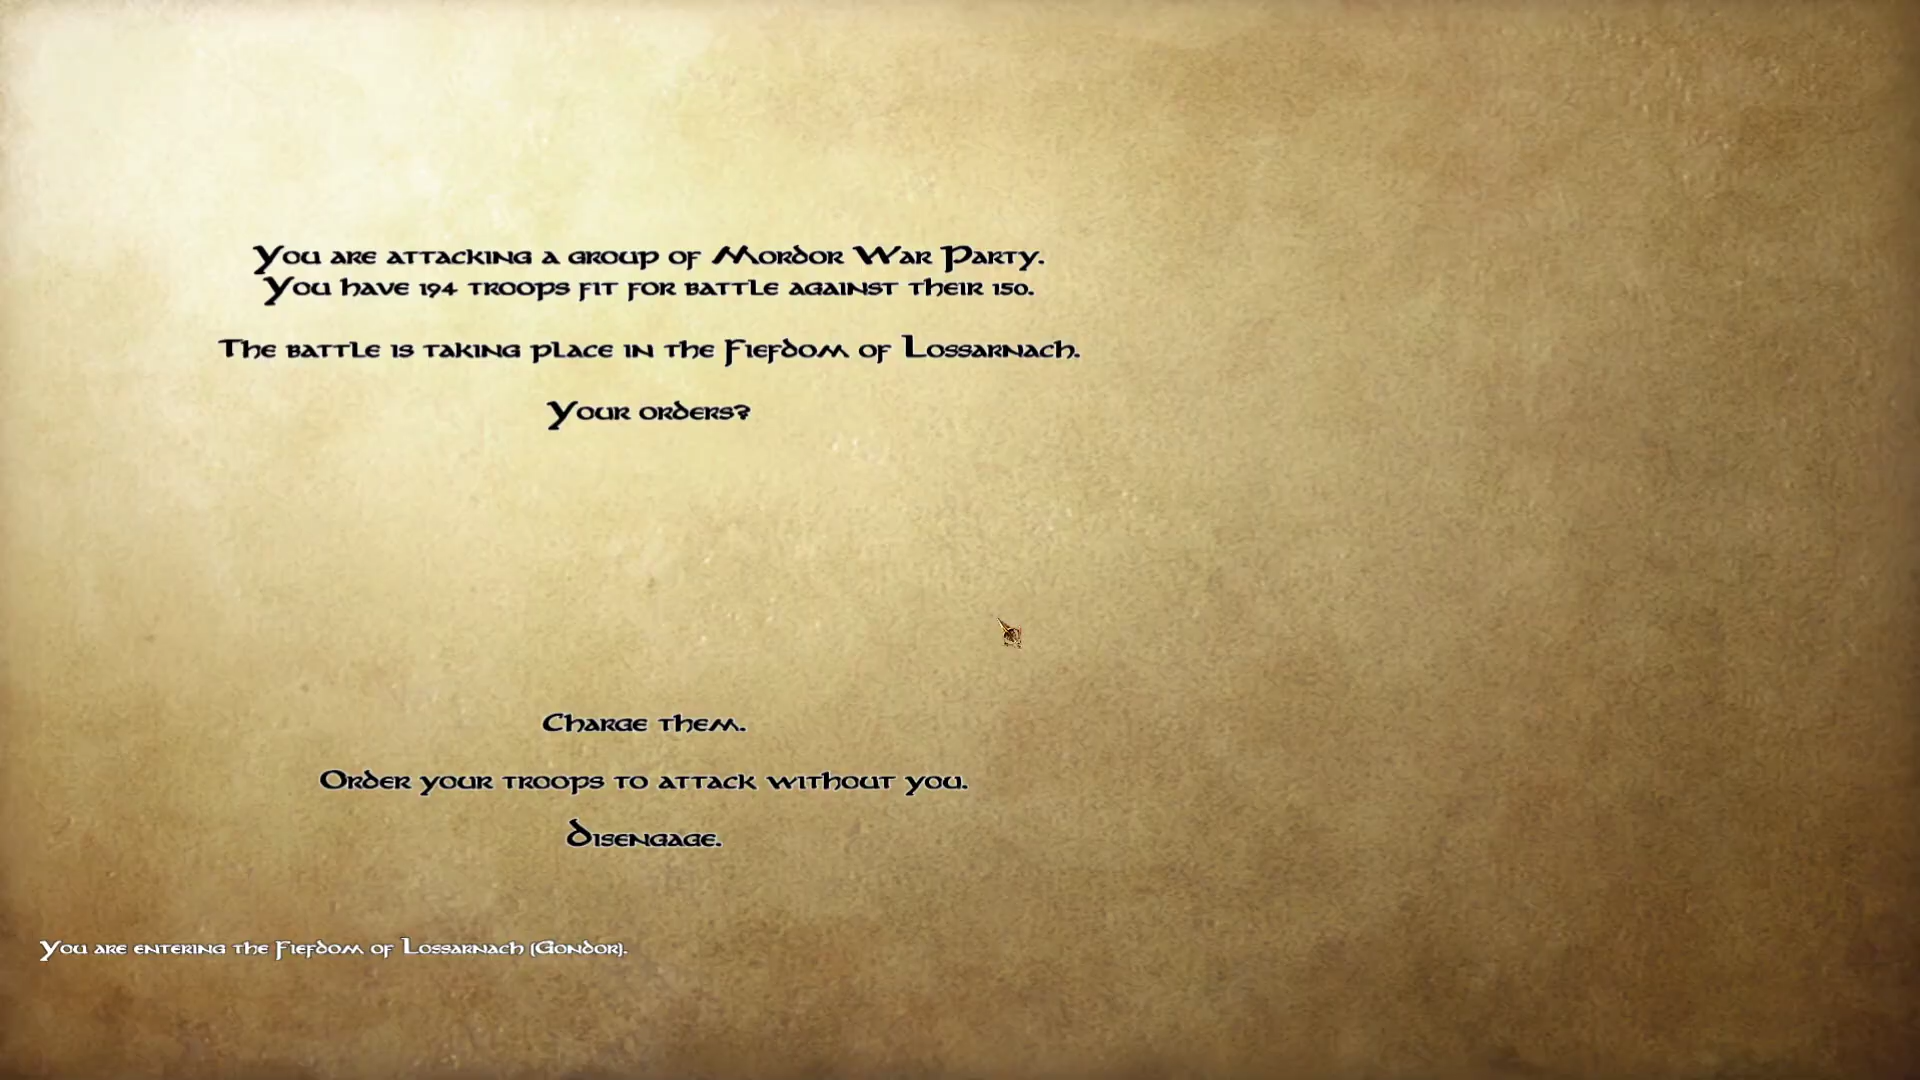 You are attacking a group of Mordor War Party.
You have 194 troops fit for battle against their 150.
The battle is taking place in the Fiefdom of Lossarnach.
Your orders?
Charge them.
Order your troops to attack without you.
Disengage.
You are entering the Fiefdom of Lossarnach (Gondor).